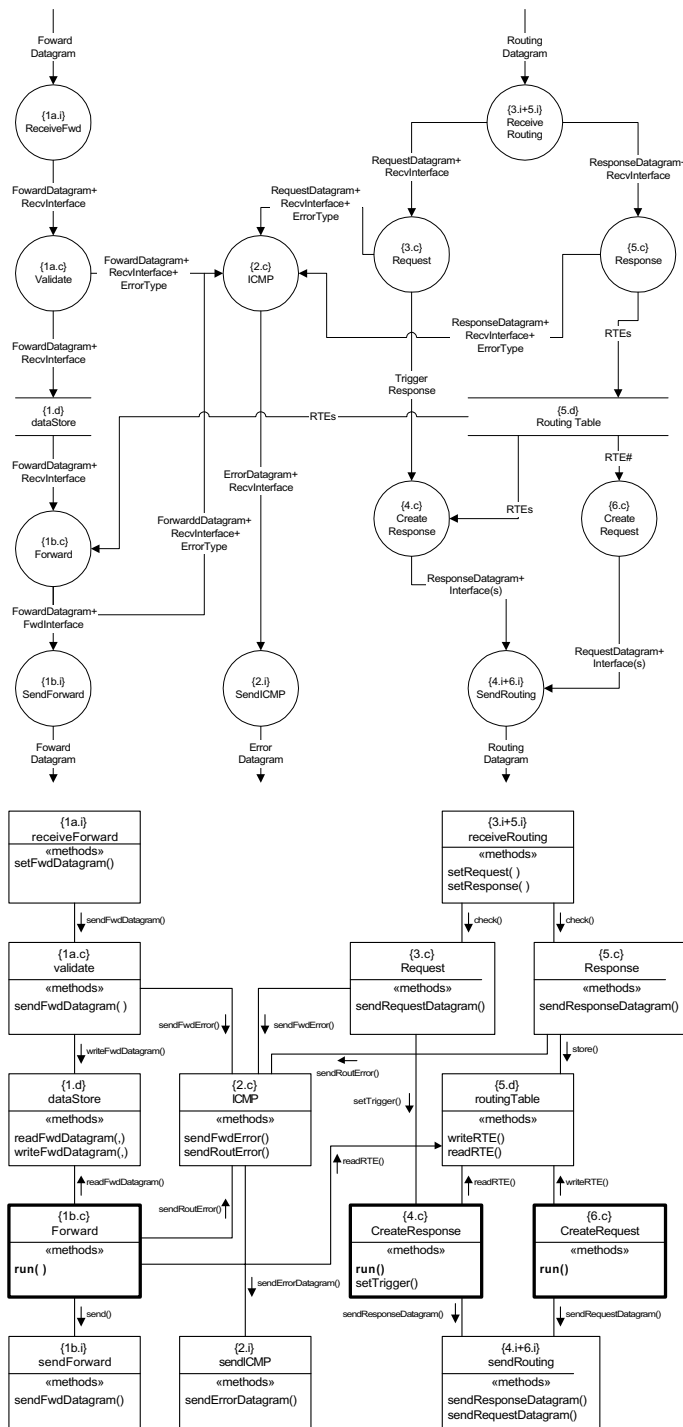 Foward
Datagram
Routing
Datagram
{1a.i}
ReceiveFwd
{3.i+5.i}
Receive
Routing
RequestDatagram+
RecvInterface
ResponseDatagram+
RecvInterface
FowardDatagram+
RecvInterface
RequestDatagram+
RecvInterface+
ErrorType
{1a.c}
Validate
FowardDatagram+
RecvInterface+
ErrorType
{2.c}
ICMP
{3.c}
Request
{5.c}
Response
ResponseDatagram+
RecvInterface+
ErrorType
FowardDatagram+
RecvInterface
RTEs
Trigger
Response
{1.d}
dataStore
RTEs
{5.d}
Routing Table
FowardDatagram+
RecvInterface
ErrorDatagram+
RecvInterface
RTE#
RTEs
{1b.c}
Forward
ForwarddDatagram+
RecvInterface+
ErrorType
{4.c}
Create
Response
{6.c}
Create
Request
ResponseDatagram+
Interface(s)
FowardDatagram+
FwdInterface
RequestDatagram+
Interface(s)
{1b.i}
SendForward
{2.i}
SendICMP
{4.i+6.i}
SendRouting
Foward
Datagram
Error
Datagram
Routing
Datagram
{1a.i}
receiveForward
«methods»
setFwdDatagram()
{3.i+5.i}
receiveRouting
«methods»
setRequest( )
setResponse( )
sendFwdDatagram()
check()
check()
{1a.c}
validate
«methods»
sendFwdDatagram( )
{3.c}
Request
«methods»
sendRequestDatagram()
{5.c}
Response
«methods»
sendResponseDatagram()
sendFwdError()
sendFwdError()
writeFwdDatagram()
store()
sendRoutError()
{1.d}
dataStore
«methods»
readFwdDatagram(,)
writeFwdDatagram(,)
{2.c}
ICMP
«methods»
sendFwdError()
sendRoutError()
setTrigger()
{5.d}
routingTable
«methods»
writeRTE()
readRTE()
readFwdDatagram()
sendRoutError()
readRTE()
readRTE()
writeRTE()
{1b.c}
Forward
«methods»
run( )
{4.c}
CreateResponse
«methods»
run()
setTrigger()
{6.c}
CreateRequest
«methods»
run()
sendErrorDatagram()
send()
sendResponseDatagram()
sendRequestDatagram()
{1b.i}
sendForward
«methods»
sendFwdDatagram()
{2.i}
sendICMP
«methods»
sendErrorDatagram()
{4.i+6.i}
sendRouting
«methods»
sendResponseDatagram()
sendRequestDatagram()